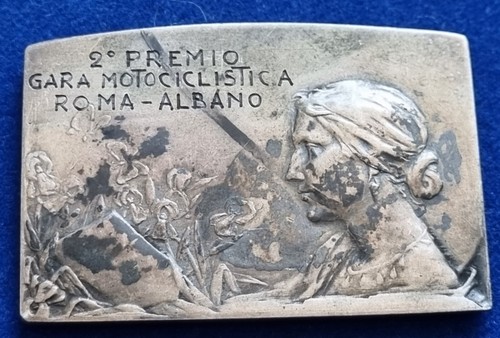 2° PREMIO
GARA MOTOCICLISTICA
ROMA-ALBANO